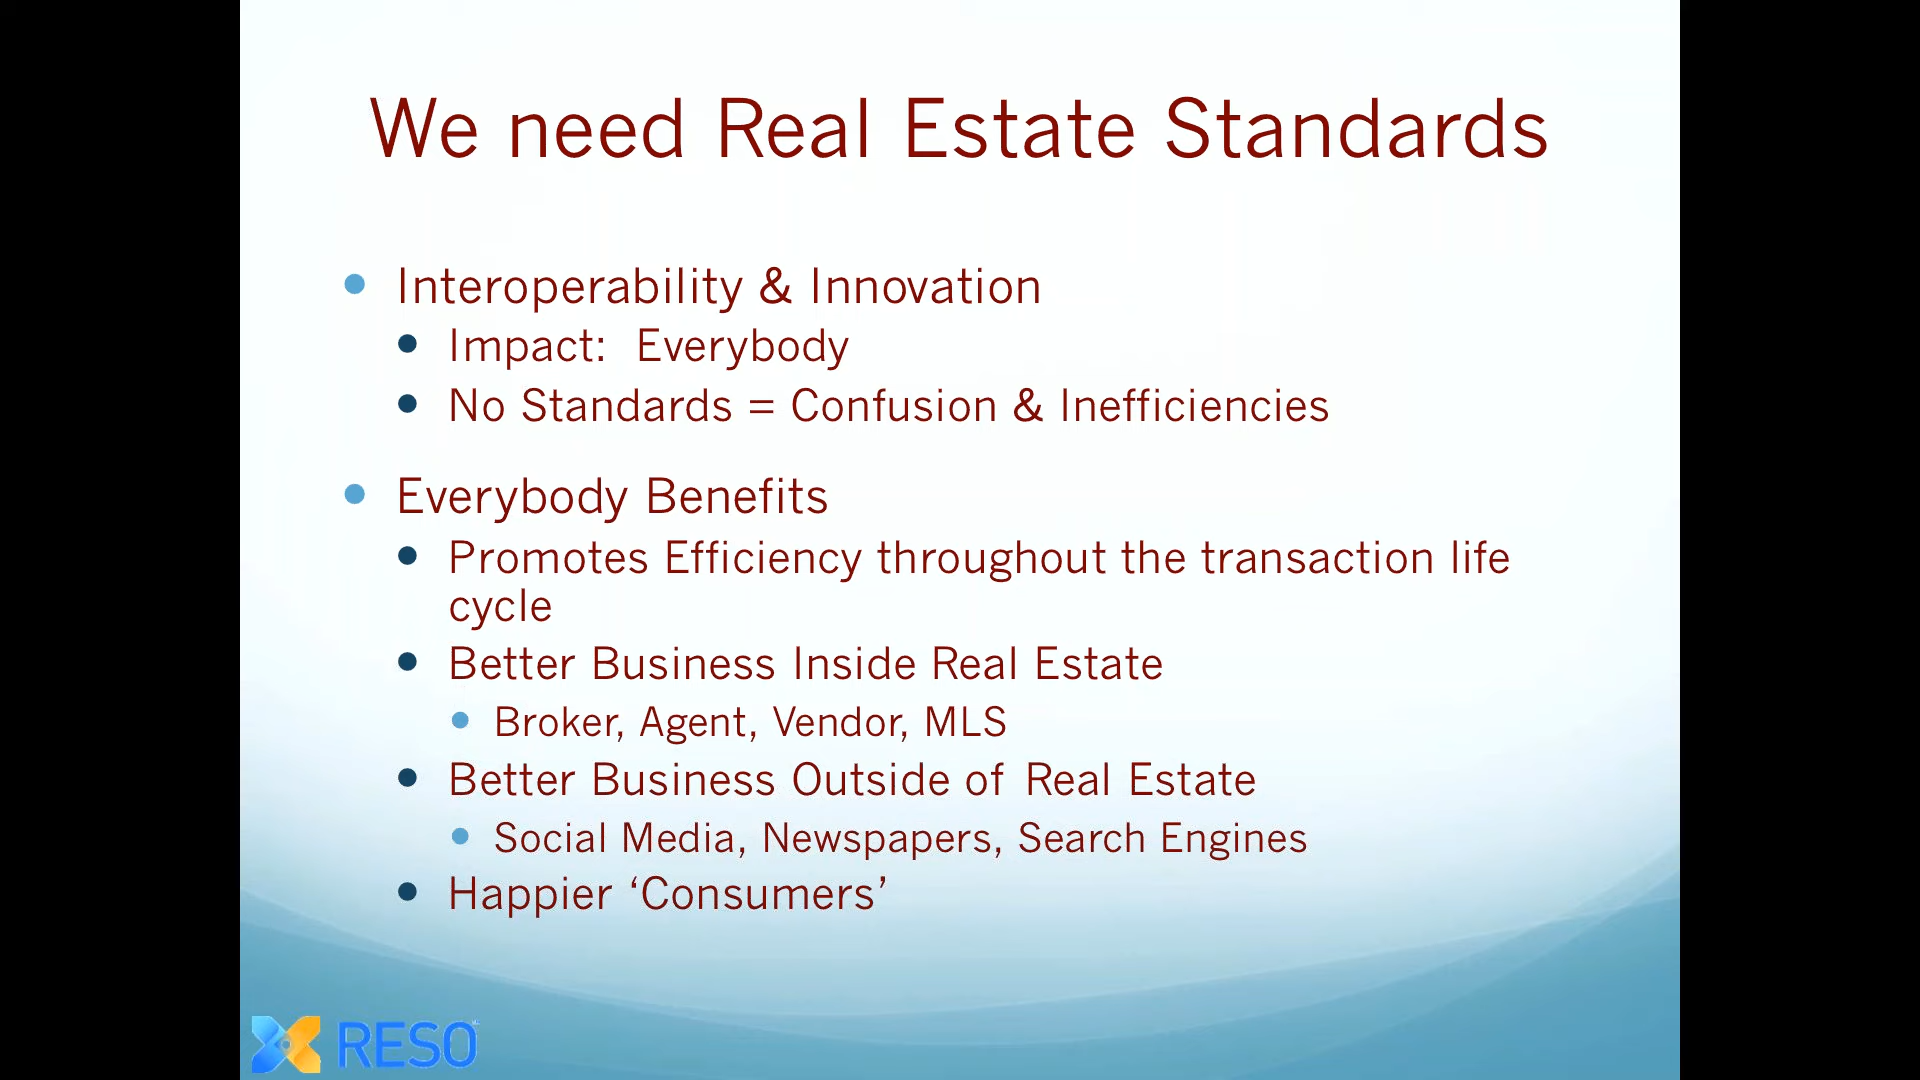 We need Real Estate Standards
Interoperability & Innovation
Impact: Everybody
No Standards = Confusion & Inefficiencies
Everybody Benefits
Promotes Efficiency throughout the transaction life
cycle
Better Business Inside Real Estate
Broker, Agent, Vendor, MLS
Better Business Outside of Real Estate
Social Media, Newspapers, Search Engines
Happier ‘Consumers’
RESO